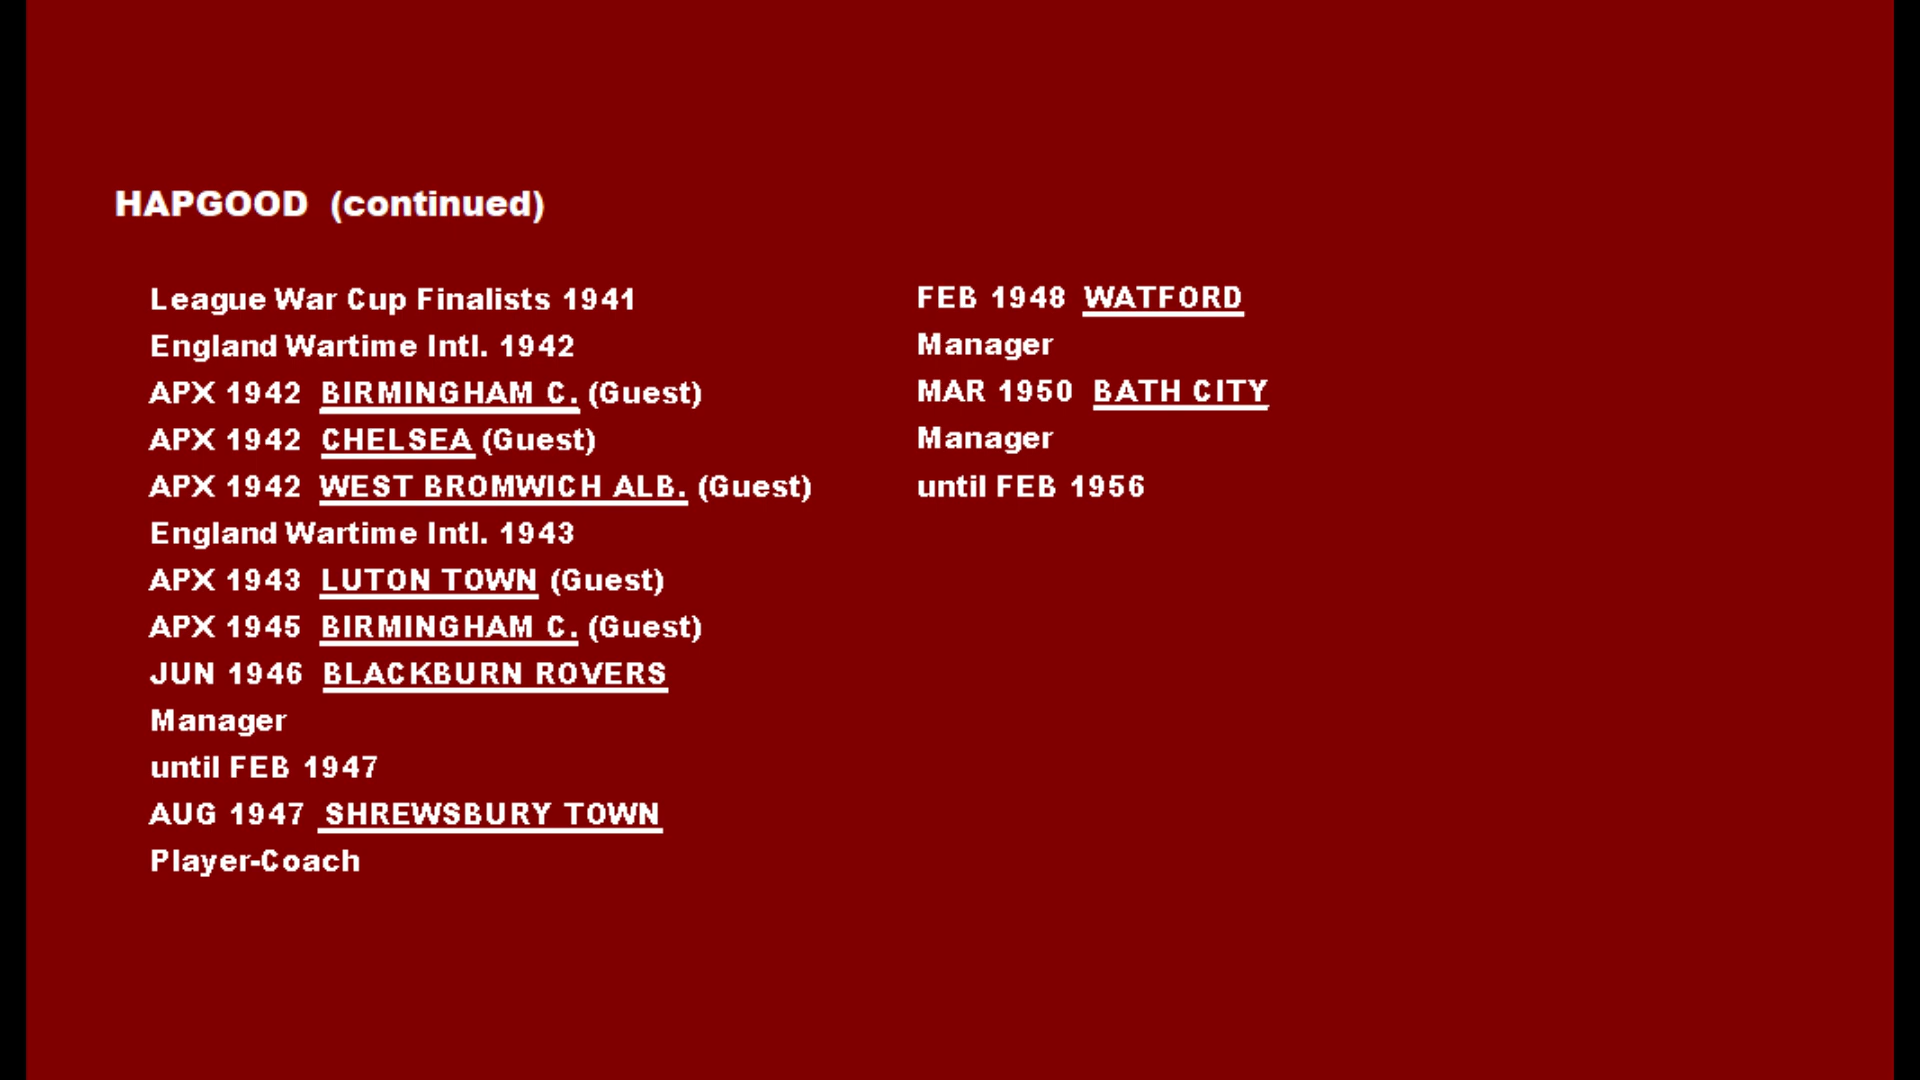 HAPGOOD (continued)
League War Cup Finalists 1941
England Wartime Intl. 1942
APX 1942 BIRMINGHAM C. (Guest)
APX 1942 CHELSEA (Guest)
APX 1942 WEST BROMWICH ALB. (Guest)
England Wartime Intl. 1943
APX 1943 LUTON TOWN (Guest)
APX 1945 BIRMINGHAM C. (Guest)
JUN 1946 BLACKBURN ROVERS
Manager
until FEB 1947
AUG 1947 SHREWSBURY TOWN
Player-Coach
FEB 1948 WATFORD
Manager
MAR 1950 BATH CITY
Manager
until FEB 1956